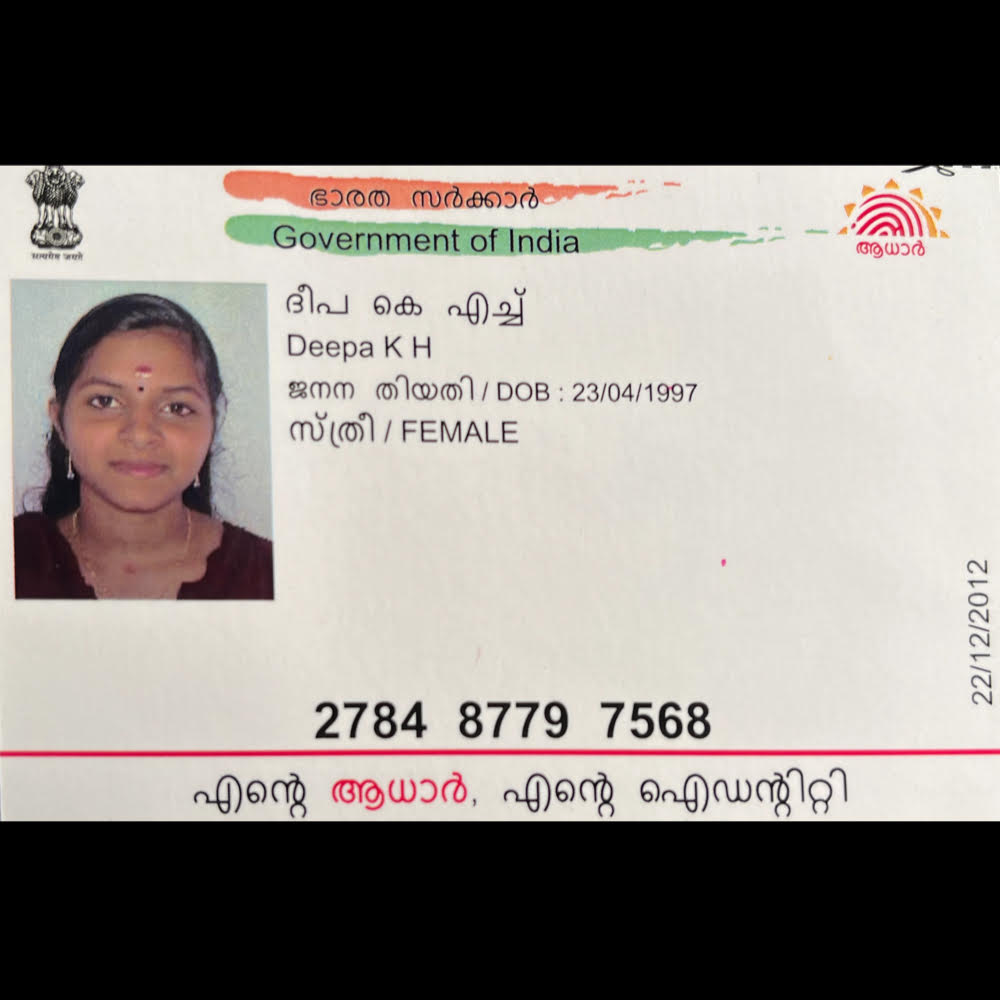 ഭാരത സർക്കാർ
Government of India
सत्यमेव जयते
ആധാർ
ദീപ കെ എച്ച്
Deepa K H
ജനന തിയതി / DOB : 23/04/1997
സ്ത്രീ / FEMALE
22/12/2012
2784 8779 7568
എന്റെ ആധാർ, എന്റെ ഐഡന്റിറ്റി